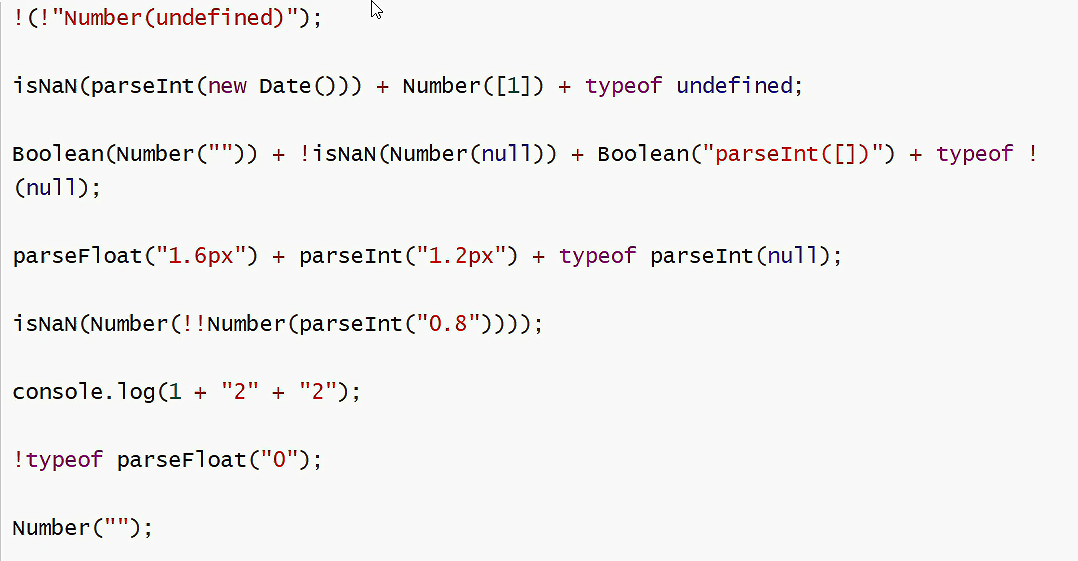 !(!"Number(undefined)");
isNaN(parseInt(new Date())) + Number([1]) + typeof undefined;
Boolean(Number("")) + !isNaN(Number(null)) + Boolean("parseInt([])") + typeof !
(null);
parseFloat("1.6px") + parseInt("1.2px") + typeof parseInt(null);
isNaN(Number(!!Number(parseInt("0.8"))));
console.log(1 + "2" + "2");
!typeof parseFloat("0");
Number("");